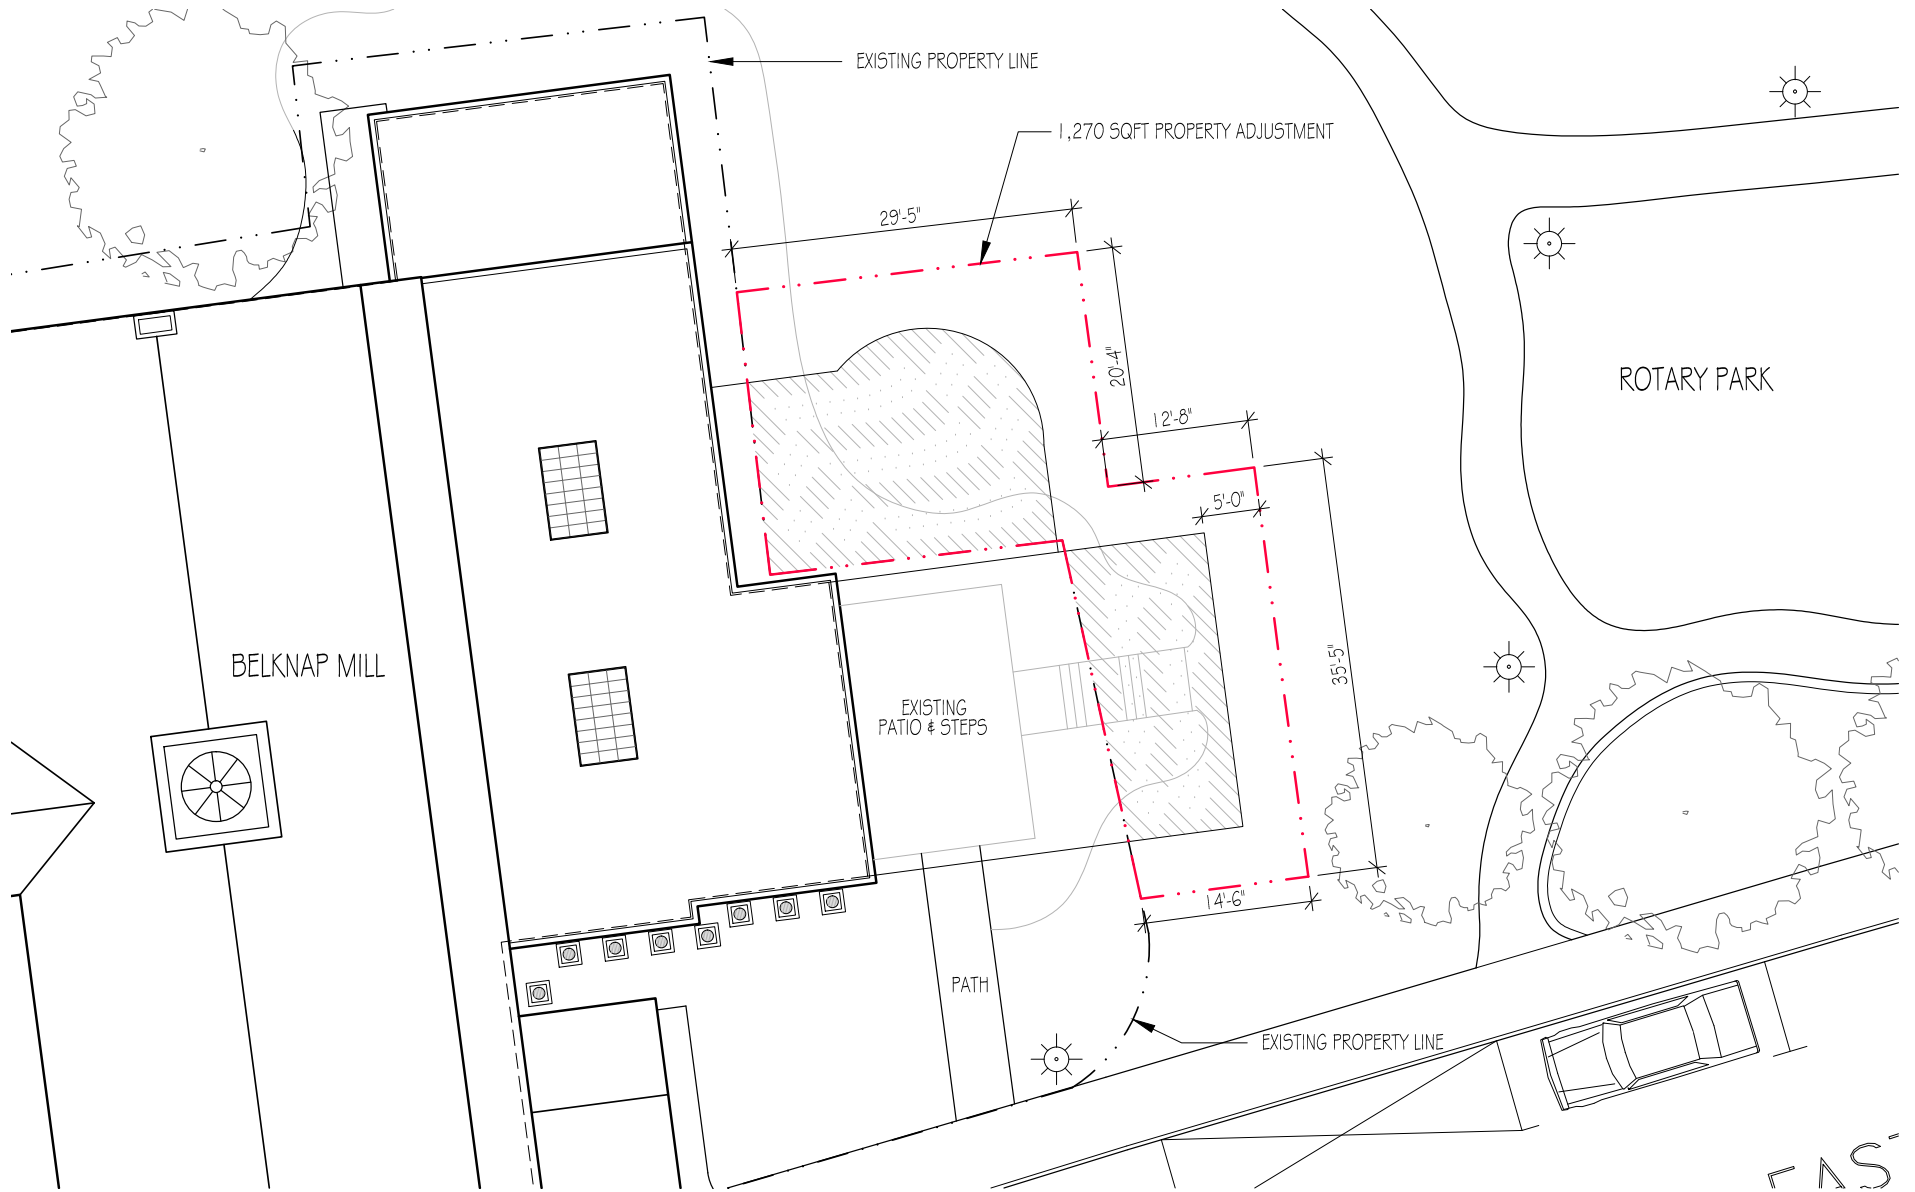 EXISTING PROPERTY LINE
1,270 SQFT PROPERTY ADJUSTMENT
29'-5"
20'-4"
12'-8"
5'-0"
ROTARY PARK
BELKNAP MILL
35'-5"
EXISTING
PATIO & STEPS
14'-6"
PATH
EXISTING PROPERTY LINE
EAST